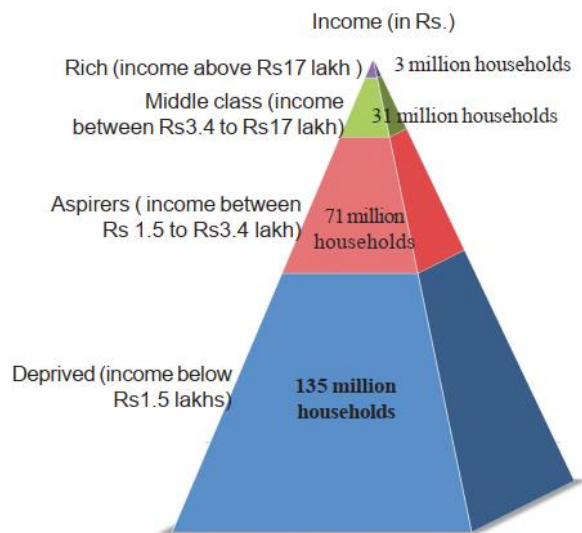 Income (in Rs.)
Rich (income above Rs17 lakh )
3 million households
Middle class (income
between Rs3.4 to Rs17 lakh)
31 million households
Aspirers ( income between
Rs 1.5 to Rs3.4 lakh)
71 million
households
Deprived (income below
Rs1.5 lakhs)
135 million
households